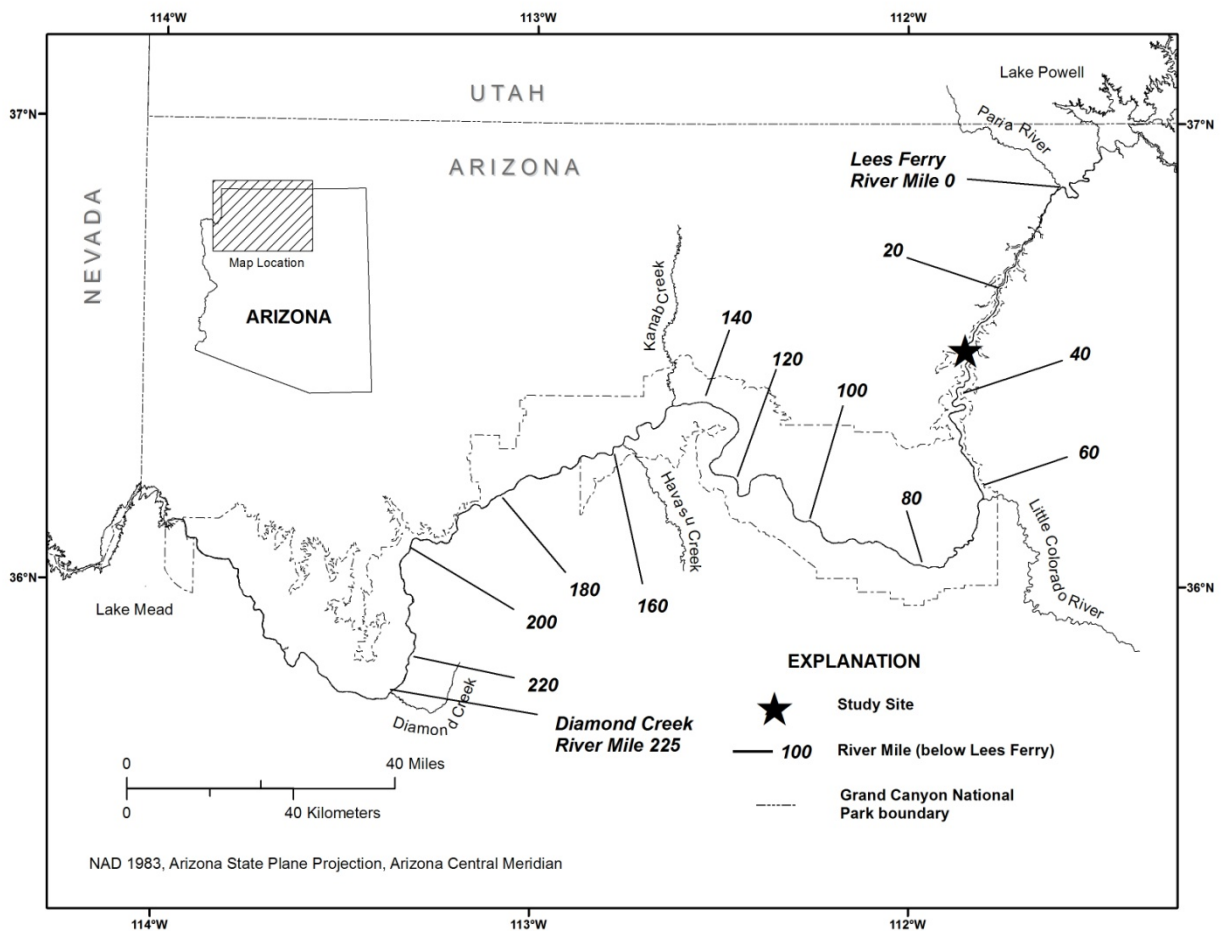 114°W
113°W
112°W
Lake Powell
UTAH
37°N
37°N
Paria River
ARIZONA
Lees Ferry
River Mile 0
NEVADA
20
Map Location
Kanab Creek
ARIZONA
140
40
120
100
60
Havasu Creek
80
Little Colorado River
36°N
36°N
180
160
Lake Mead
200
EXPLANATION
220
Study Site
Diamond Creek
Diamond Creek
River Mile 225
100 River Mile (below Lees Ferry)
0 40 Miles
Grand Canyon National
Park boundary
0 40 Kilometers
NAD 1983, Arizona State Plane Projection, Arizona Central Meridian
114°W
113°W
112°W